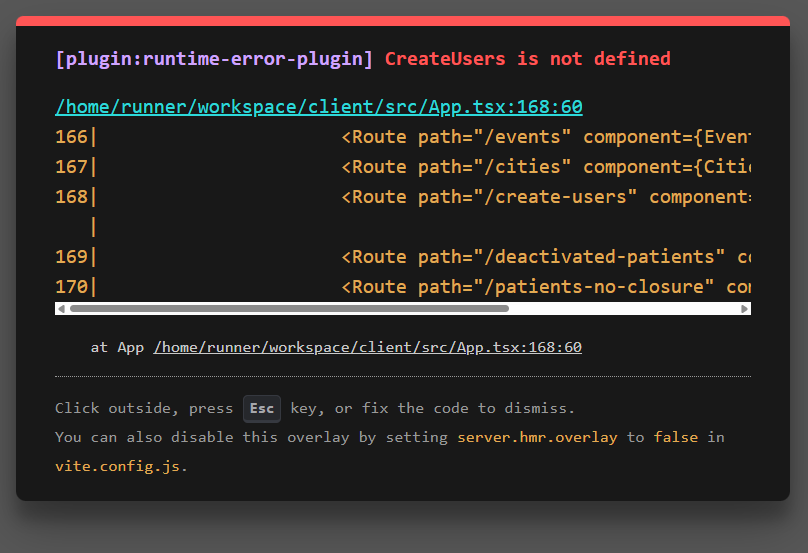 [plugin:runtime-error-plugin] CreateUsers is not defined
/home/runner/workspace/client/src/App.tsx:168:60
166| <Route path="/events" component={Even
167| <Route path="/cities" component={Citi
168| <Route path="/create-users" component=
|
169| <Route path="/deactivated-patients" co
170| <Route path="/patients-no-closure" com
at App /home/runner/workspace/client/src/App.tsx:168:60
Click outside, press Esc key, or fix the code to dismiss.
You can also disable this overlay by setting server.hmr.overlay to false in
vite.config.js.